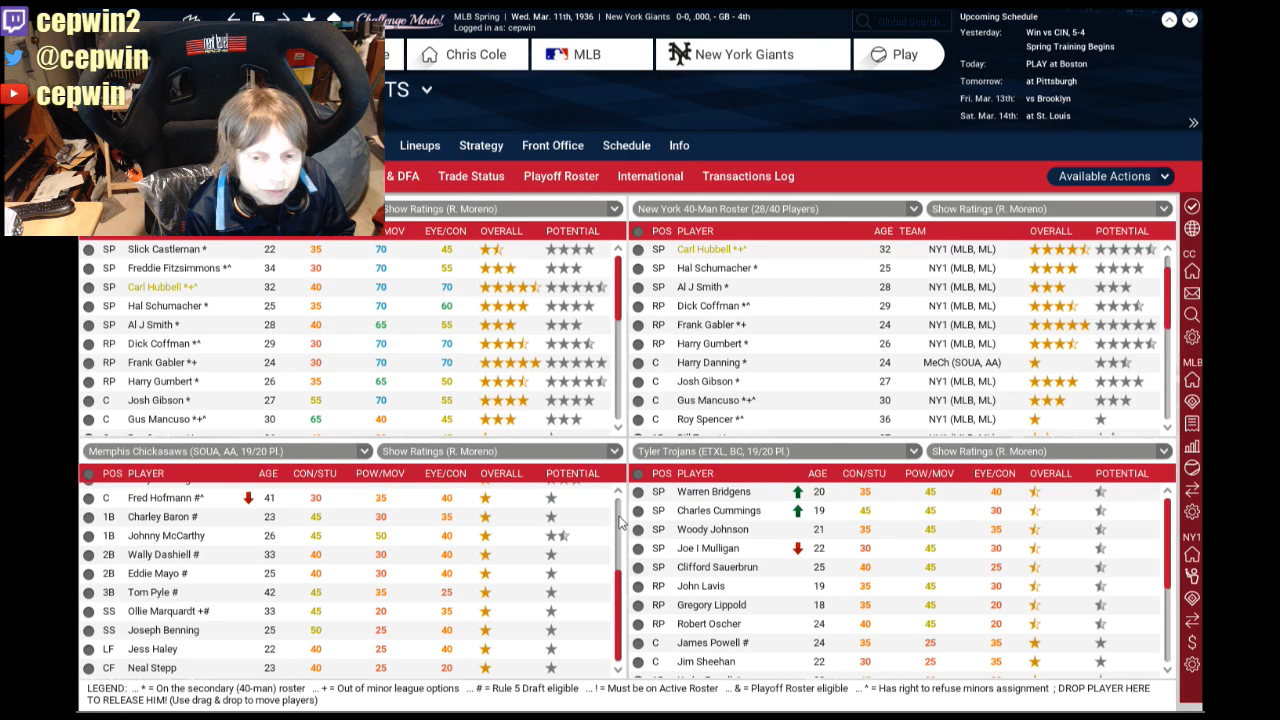 cepwin2
@cepwin
cepwin
Challenge Mode!
MLB Spring | Wed. Mar. 11th, 1936 | New York Giants 0-0, .000, - GB - 4th
Logged in as: cepwin
Global Search...
Upcoming Schedule
Yesterday: Win vs CIN, 5-4
Spring Training Begins
Today: PLAY at Boston
Tomorrow: at Pittsburgh
Fri. Mar. 13th: vs Brooklyn
Sat. Mar. 14th: at St. Louis
e Chris Cole MLB New York Giants Play
TS
Lineups Strategy Front Office Schedule Info
& DFA Trade Status Playoff Roster International Transactions Log Available Actions
Show Ratings (R. Moreno)
PLAYER AGE CON/STU POW/MOV EYE/CON OVERALL POTENTIAL
SP Slick Castleman * 22 35 70 45
SP Freddie Fitzsimmons *^ 34 30 70 55
SP Carl Hubbell *+^ 32 40 70 70
SP Hal Schumacher * 25 35 70 60
SP Al J Smith * 28 40 65 55
RP Dick Coffman *^ 29 30 70 55
RP Frank Gabler *+ 24 30 70 70
RP Harry Gumbert * 26 35 65 50
C Josh Gibson * 27 55 70 55
C Gus Mancuso *+^ 30 65 40 45
New York 40-Man Roster (28/40 Players) Show Ratings (R. Moreno)
POS PLAYER AGE TEAM OVERALL POTENTIAL
SP Carl Hubbell *+^ 32 NY1 (MLB, ML)
SP Hal Schumacher * 25 NY1 (MLB, ML)
SP Al J Smith * 28 NY1 (MLB, ML)
RP Dick Coffman *^ 29 NY1 (MLB, ML)
RP Frank Gabler *+ 24 NY1 (MLB, ML)
RP Harry Gumbert * 26 NY1 (MLB, ML)
C Harry Danning * 24 MeCh (SOUA, AA)
C Josh Gibson * 27 NY1 (MLB, ML)
C Gus Mancuso *+^ 30 NY1 (MLB, ML)
C Roy Spencer *^ 36 NY1 (MLB, ML)
Memphis Chickasaws (SOUA, AA, 19/20 Pl.) Show Ratings (R. Moreno)
POS PLAYER AGE CON/STU POW/MOV EYE/CON OVERALL POTENTIAL
C Fred Hofmann #^ 41 30 35 40
1B Charley Baron # 23 45 30 35
1B Johnny McCarthy 26 45 50 40
2B Wally Dashiell # 33 40 30 40
2B Eddie Mayo # 25 40 30 40
3B Tom Pyle # 42 45 35 25
SS Ollie Marquardt +# 33 45 20 35
SS Joseph Benning 25 50 25 40
LF Jess Haley 22 40 25 40
CF Neal Stepp 23 40 25 20
Tyler Trojans (ETXL, BC, 19/20 Pl.) Show Ratings (R. Moreno)
POS PLAYER AGE CON/STU POW/MOV EYE/CON OVERALL POTENTIAL
SP Warren Bridgens 20 35 45 40
SP Charles Cummings 19 45 45 30
SP Woody Johnson 21 35 45 35
SP Joe I Mulligan 22 30 45 30
SP Clifford Sauerbrun 25 40 45 25
RP John Lavis 19 35 45 30
RP Gregory Lippold 18 35 45 20
RP Robert Oscher 24 40 45 20
C James Powell # 24 35 25 35
C Jim Sheehan 22 30 25 35
CC
MLB
NY1
LEGEND: ... * = On the secondary (40-man) roster ... + = Out of minor league options ... # = Rule 5 Draft eligible ... ! = Must be on Active Roster ... & = Playoff Roster eligible ... ^ = Has right to refuse minors assignment ; DROP PLAYER HERE
TO RELEASE HIM! (Use drag & drop to move players)